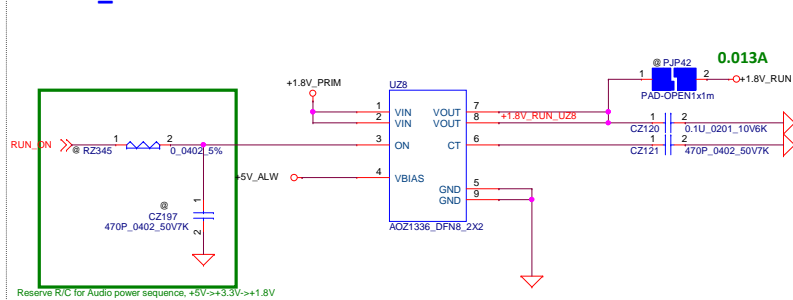 @ PJP42
0.013A
+1.8V_PRIM
UZ8
1
2
+1.8V_RUN
PAD-OPEN1x1m
1
VIN
VOUT
7
2
VIN
VOUT
8
+1.8V_RUN_UZ8
CZ120
1
2
0.1U_0201_10V6K
RUN_ON
@ RZ345
1
2
0_0402_5%
3
ON
CT
6
CZ121
1
2
470P_0402_50V7K
+5V_ALW
4
VBIAS
GND
5
GND
9
@
CZ197
470P_0402_50V7K
1
2
AOZ1336_DFN8_2X2
Reserve R/C for Audio power sequence, +5V->+3.3V->+1.8V